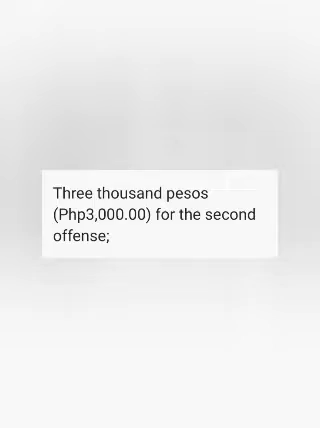 Three thousand pesos
(Php3,000.00) for the second
offense;